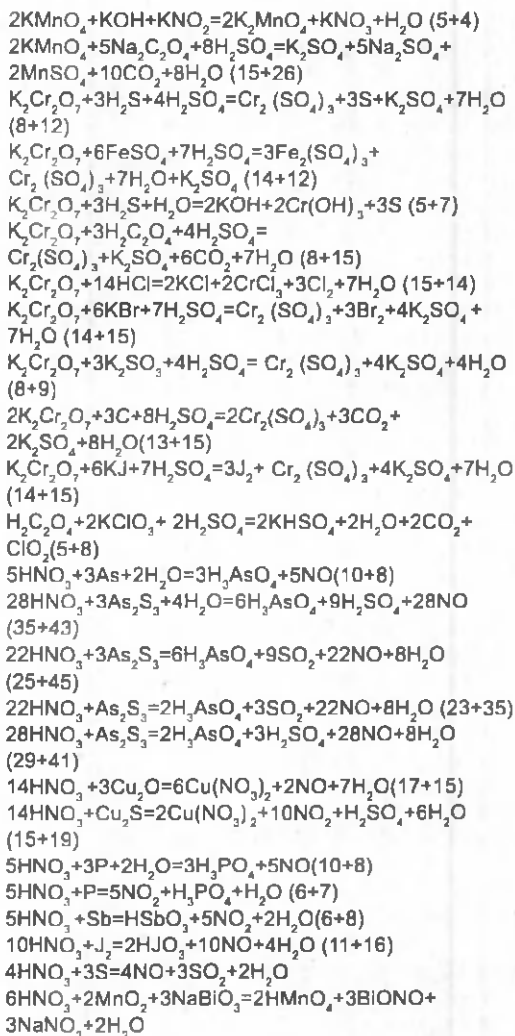 2KMnO₄+KOH+KNO₂=2K₂MnO₄+KNO₃+H₂O (5+4)
2KMnO₄+5Na₂C₂O₄+8H₂SO₄=K₂SO₄+5Na₂SO₄+
2MnSO₄+10CO₂+8H₂O (15+26)
K₂Cr₂O₇+3H₂S+4H₂SO₄=Cr₂ (SO₄)₃+3S+K₂SO₄+7H₂O
(8+12)
K₂Cr₂O₇+6FeSO₄+7H₂SO₄=3Fe₂(SO₄)₃+
Cr₂ (SO₄)₃+7H₂O+K₂SO₄ (14+12)
K₂Cr₂O₇+3H₂S+H₂O=2KOH+2Cr(OH)₃+3S (5+7)
K₂Cr₂O₇+3H₂C₂O₄+4H₂SO₄=
Cr₂(SO₄)₃+K₂SO₄+6CO₂+7H₂O (8+15)
K₂Cr₂O₇+14HCl=2KCl+2CrCl₃+3Cl₂+7H₂O (15+14)
K₂Cr₂O₇+6KBr+7H₂SO₄=Cr₂ (SO₄)₃+3Br₂+4K₂SO₄+
7H₂O (14+15)
K₂Cr₂O₇+3K₂SO₃+4H₂SO₄= Cr₂ (SO₄)₃+4K₂SO₄+4H₂O
(8+9)
2K₂Cr₂O₇+3C+8H₂SO₄=2Cr₂(SO₄)₃+3CO₂+
2K₂SO₄+8H₂O(13+15)
K₂Cr₂O₇+6KJ+7H₂SO₄=3J₂+ Cr₂ (SO₄)₃+4K₂SO₄+7H₂O
(14+15)
H₂C₂O₄+2KClO₃+ 2H₂SO₄=2KHSO₄+2H₂O+2CO₂+
ClO₂(5+8)
5HNO₃+3As+2H₂O=3H₃AsO₄+5NO(10+8)
28HNO₃+3As₂S₃+4H₂O=6H₃AsO₄+9H₂SO₄+28NO
(35+43)
22HNO₃+3As₂S₃=6H₃AsO₄+9SO₂+22NO+8H₂O
(25+45)
22HNO₃+As₂S₃=2H₃AsO₄+3SO₂+22NO+8H₂O (23+35)
28HNO₃+As₂S₃=2H₃AsO₄+3H₂SO₄+28NO+8H₂O
(29+41)
14HNO₃ +3Cu₂O=6Cu(NO₃)₂+2NO+7H₂O(17+15)
14HNO₃+Cu₂S=2Cu(NO₃)₂+10NO₂+H₂SO₄+6H₂O
(15+19)
5HNO₃+3P+2H₂O=3H₃PO₄+5NO(10+8)
5HNO₃+P=5NO₂+H₃PO₄+H₂O (6+7)
5HNO₃ +Sb=HSbO₃+5NO₂+2H₂O(6+8)
10HNO₃+J₂=2HJO₃+10NO+4H₂O (11+16)
4HNO₃+3S=4NO+3SO₂+2H₂O
6HNO₃+2MnO₂+3NaBiO₃=2HMnO₄+3BiONO+
3NaNO₃+2H₂O